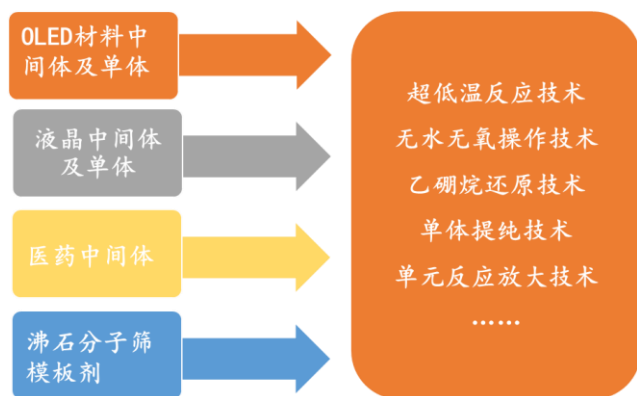 OLED材料中
间体及单体
液晶中间体
及单体
医药中间体
沸石分子筛
模板剂
超低温反应技术
无水无氧操作技术
乙硼烷还原技术
单体提纯技术
单元反应放大技术
……